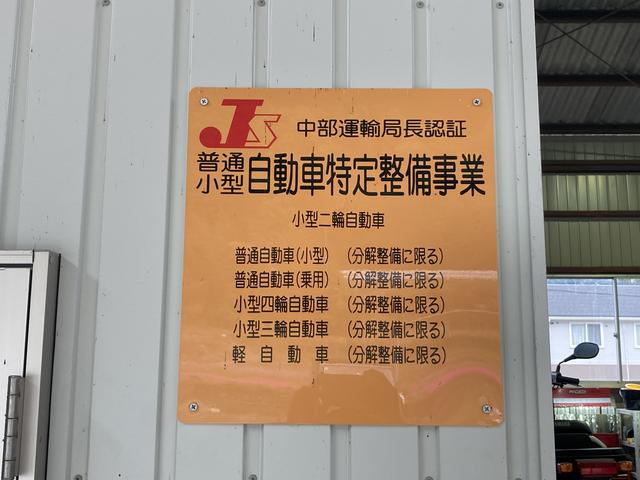 JS 中部運輸局長認証
普通小型 自動車特定整備事業
小型二輪自動車
普通自動車(小型) (分解整備に限る)
普通自動車(乗用) (分解整備に限る)
小型四輪自動車 (分解整備に限る)
小型三輪自動車 (分解整備に限る)
軽自動車 (分解整備に限る)